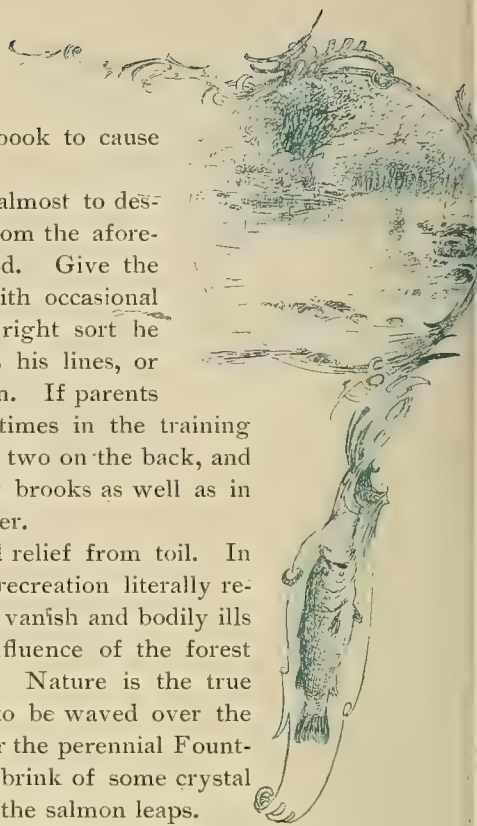 book to cause
almost to des-
om the afore-
d. Give the
ith occasional
right sort he
his lines, or
n. If parents
times in the training
two on the back, and
brooks as well as in
er.
relief from toil. In
recreation literally re-
vanish and bodily ills
fluence of the forest
Nature is the true
to be waved over the
r the perennial Fount-
brink of some crystal
the salmon leaps.